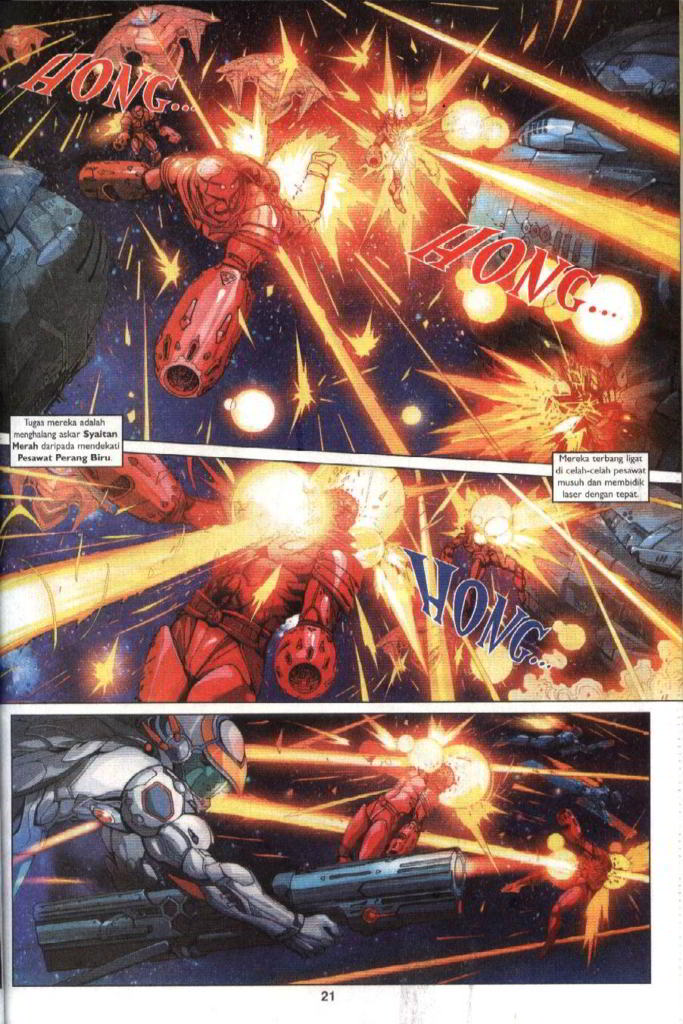 HONG...
HONG...
Tugas mereka adalah
menghalang askar Syaitan
Merah daripada mendekati
Pesawat Perang Biru.
Mereka terbang ligat
di celah-celah pesawat
musuh dan membidik
laser dengan tepat.
HONG...
21